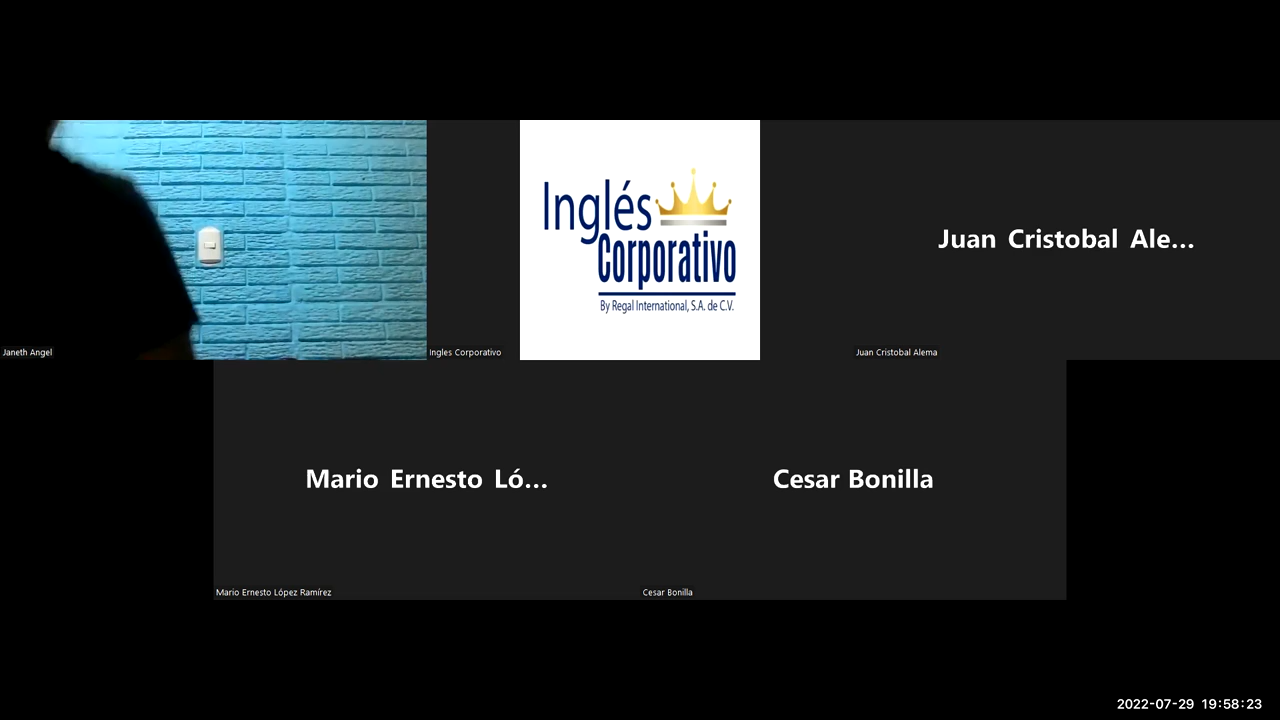 Inglés
Corporativo
By Regal International, S.A. de C.V.
Juan Cristobal Ale...
Janeth Angel
Ingles Corporativo
Juan Cristobal Alema
Mario Ernesto Ló...
Cesar Bonilla
Mario Ernesto López Ramírez
Cesar Bonilla
2022-07-29 19:58:23